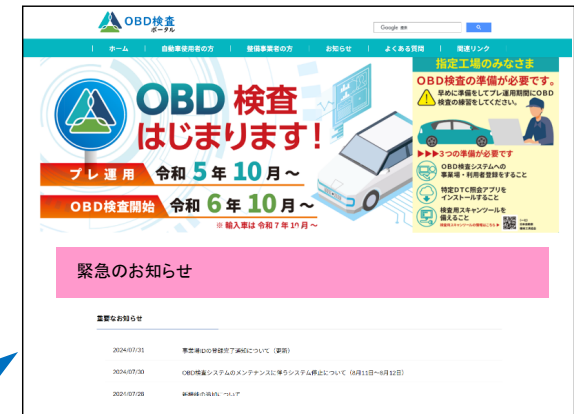 OBD検査
ポータル
Google 検索
ホーム
自動車使用者の方
整備事業者の方
お知らせ
よくある質問
関連リンク
OBD 検査
はじまります!
プレ運用 令和5年10月～
OBD検査開始 令和6年10月～
※輸入車は 令和7年10月～
指定工場のみなさま
OBD検査の準備が必要です。
早めに準備をしてプレ運用期間にOBD
検査の練習をしてください。
▶▶▶3つの準備が必要です
OBD検査システムへの
事業場・利用者登録をすること
特定DTC照会アプリを
インストールすること
検査用スキャンツールを
備えること
緊急のお知らせ
重要なお知らせ
2024/07/31
2024/07/30 OBD検査システムのメンテナンスに伴うシステム停止について（8月11日～8月12日）
2024/07/26